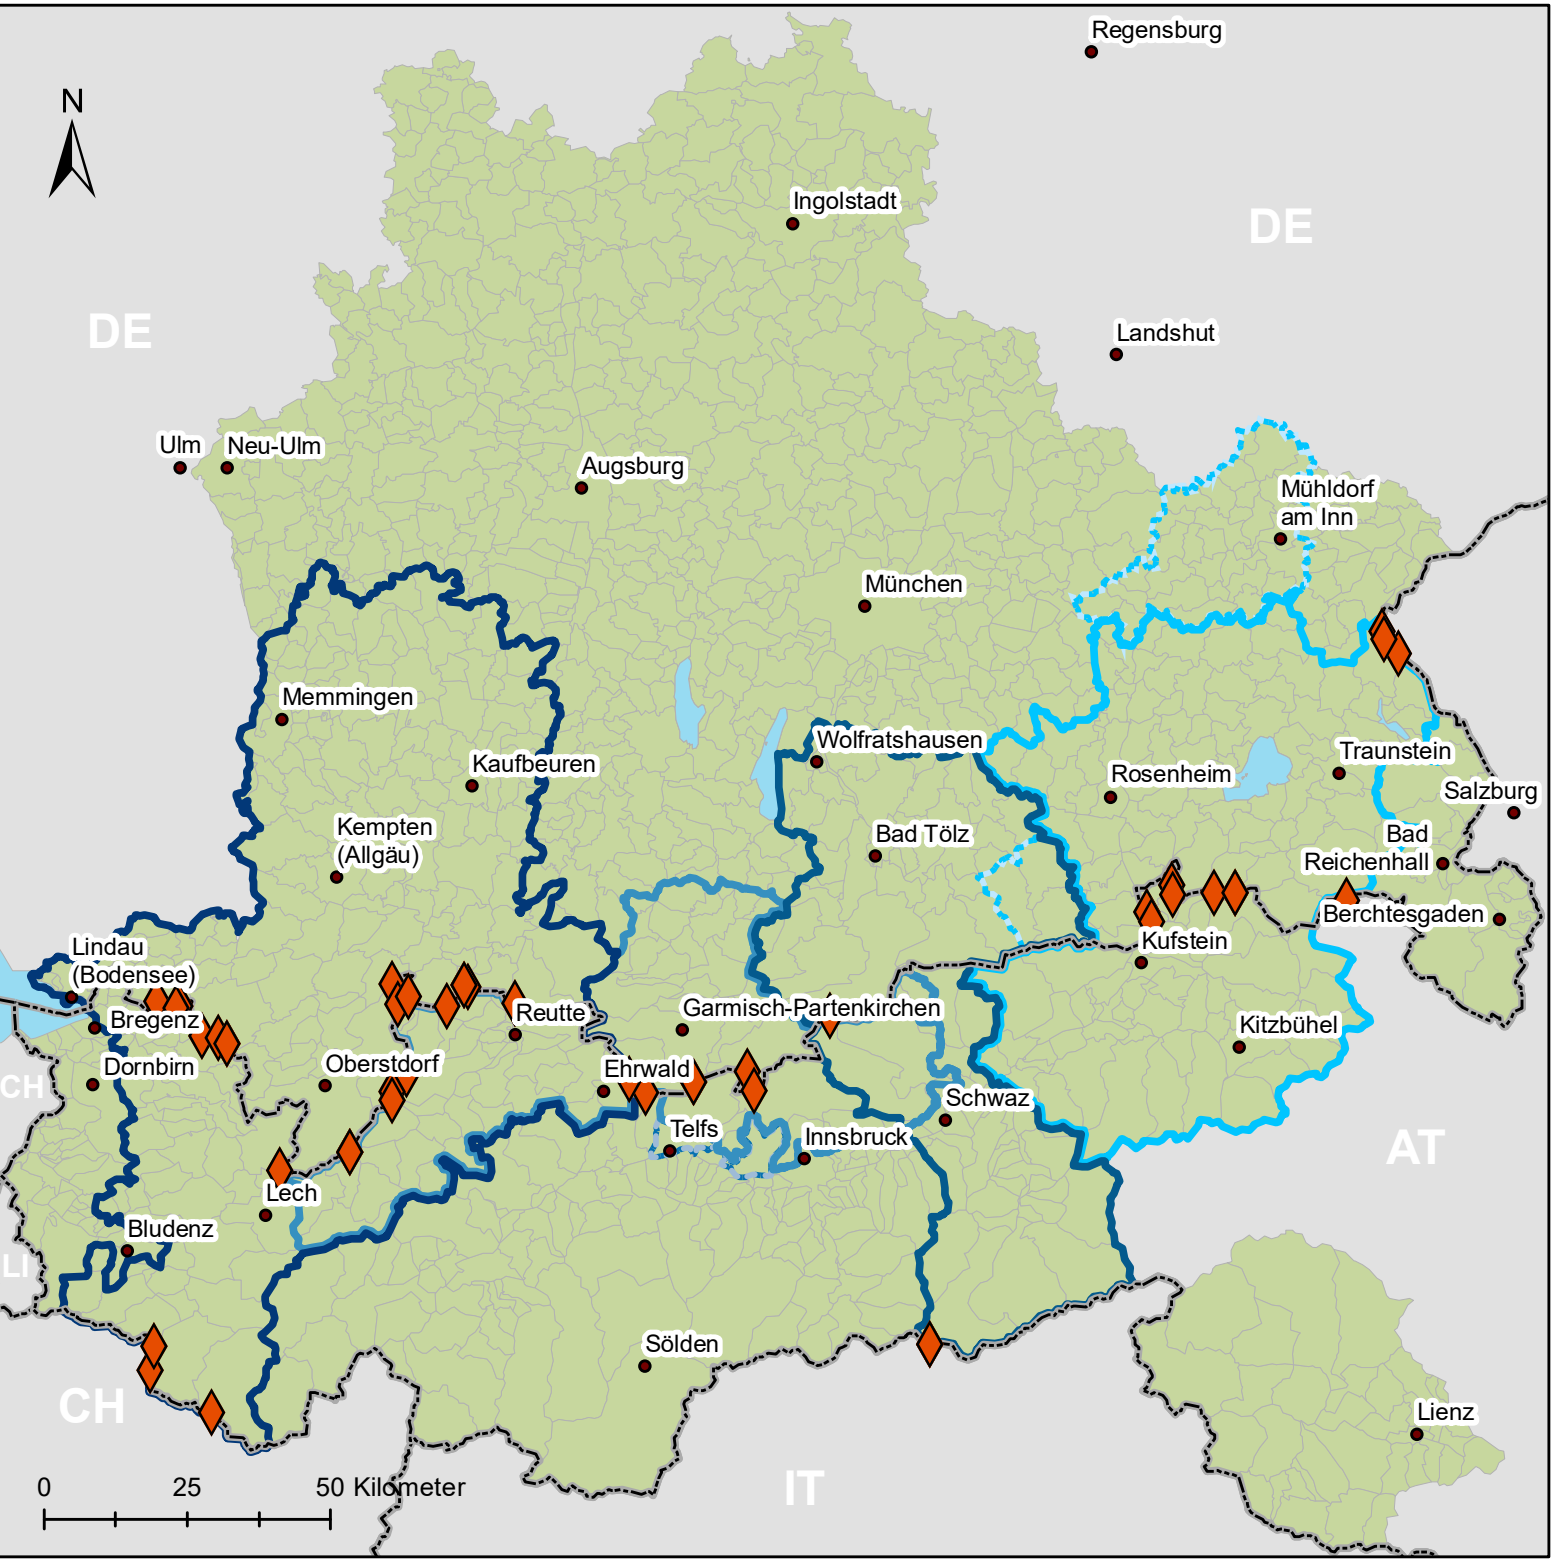 Regensburg
N
Ingolstadt
DE
DE
Landshut
Ulm
Neu-Ulm
Augsburg
Mühldorf
am Inn
München
Memmingen
Kaufbeuren
Wolfratshausen
Traunstein
Rosenheim
Salzburg
Kempten
(Allgäu)
Bad Tölz
Bad
Reichenhall
Berchtesgaden
Lindau
(Bodensee)
Kufstein
Bregenz
Reutte
Garmisch-Partenkirchen
Kitzbühel
Dornbirn
Oberstdorf
Ehrwald
CH
Schwaz
Telfs
Innsbruck
AT
Lech
Bludenz
LI
Sölden
CH
Lienz
IT
0 25 50 Kilometer